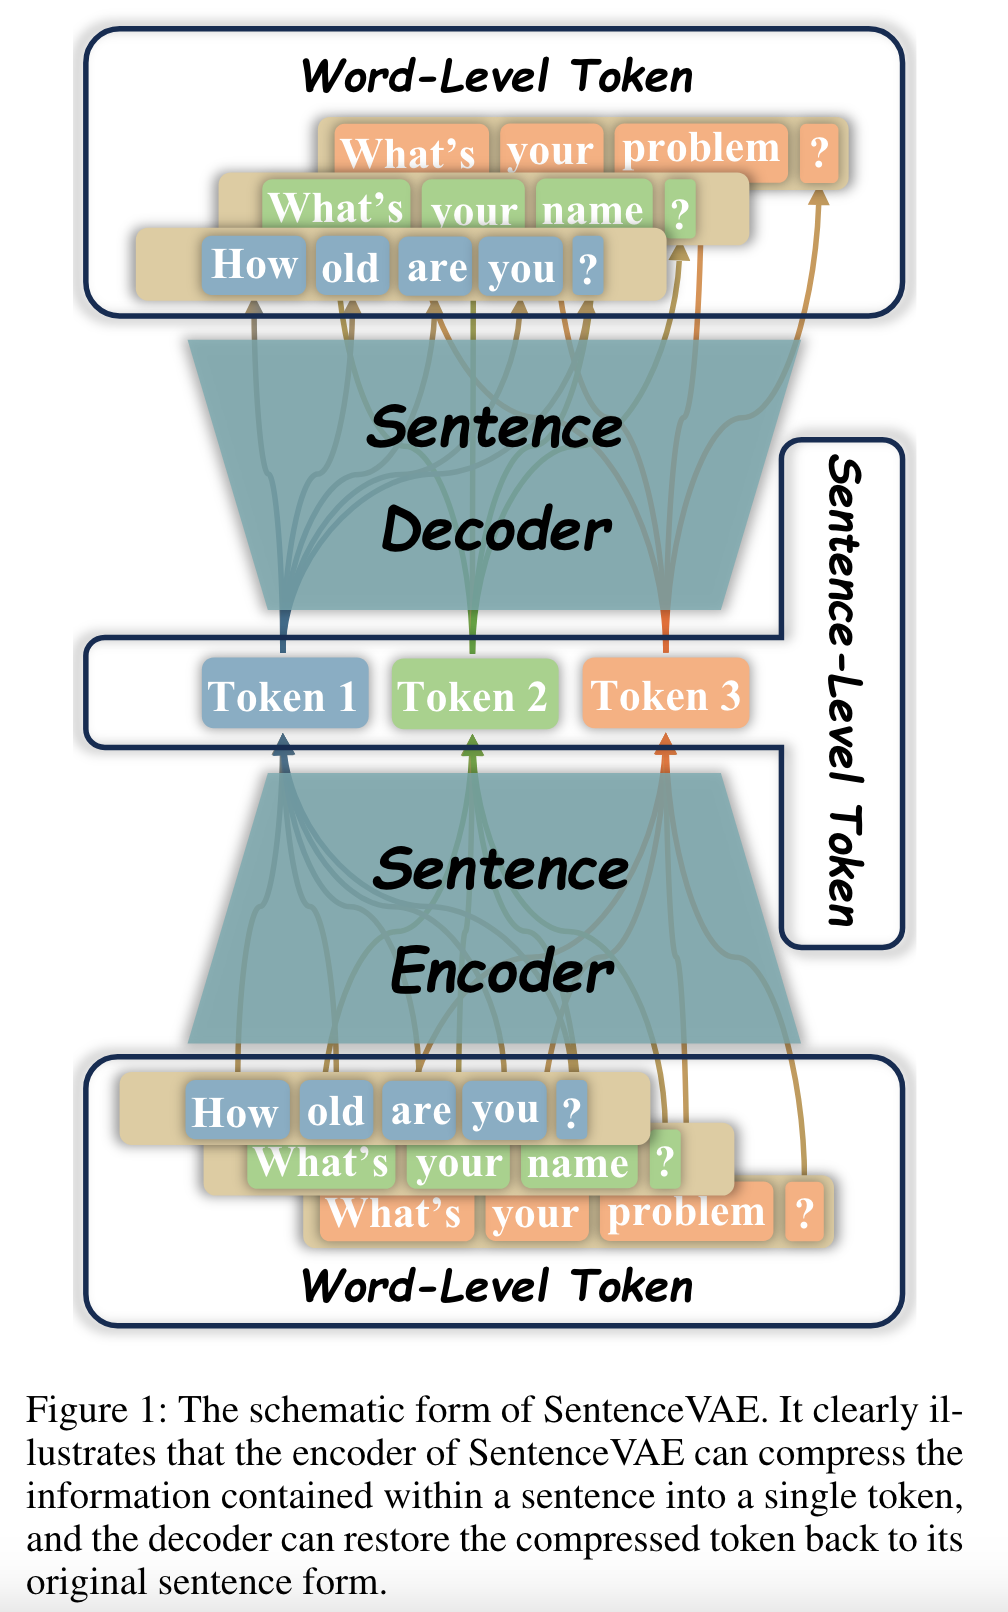 Word-Level Token
What's your problem ?
What's your name ?
How old are you ?
Sentence
Decoder
Sentence-Level Token
Token 1 Token 2 Token 3
Sentence
Encoder
How old are you ?
What's your name ?
What's your problem ?
Word-Level Token
Figure 1: The schematic form of SentenceVAE. It clearly il-
lustrates that the encoder of SentenceVAE can compress the
information contained within a sentence into a single token,
and the decoder can restore the compressed token back to its
original sentence form.